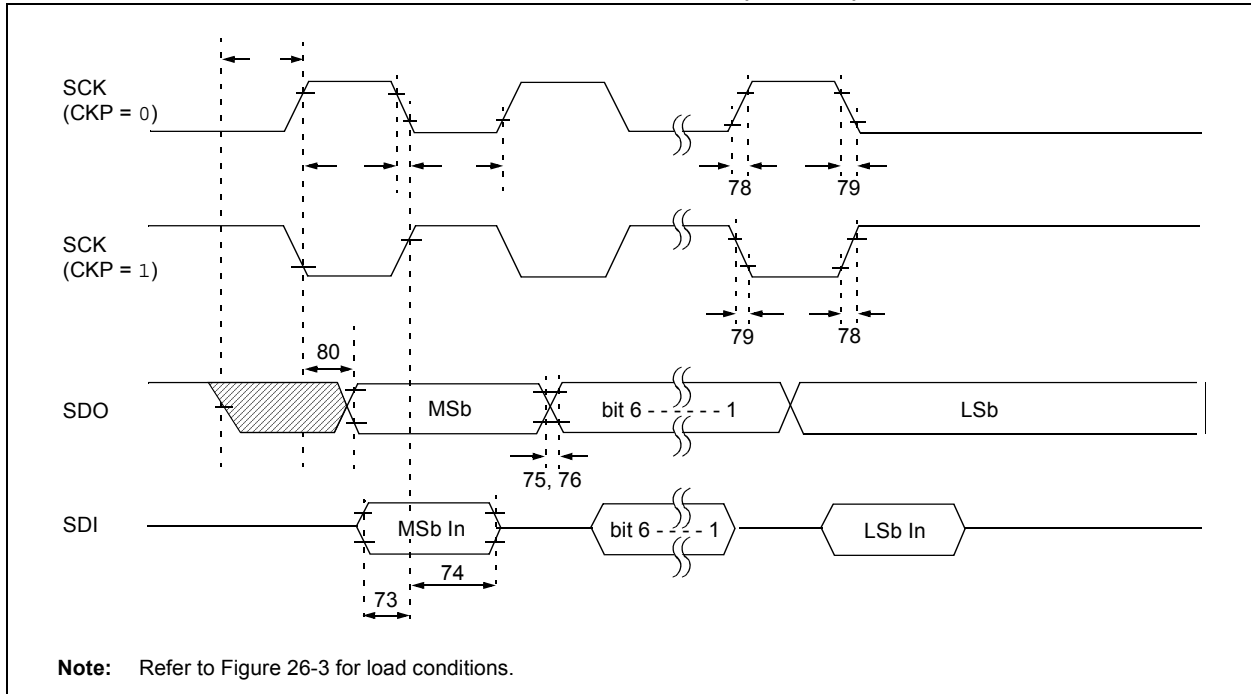 SCK
(CKP = 0)
78
79
SCK
(CKP = 1)
79
78
80
SDO
MSb
bit 6 - - - - - - 1
LSb
75, 76
SDI
MSb In
bit 6 - - - - - 1
LSb In
74
73
Note: Refer to Figure 26-3 for load conditions.